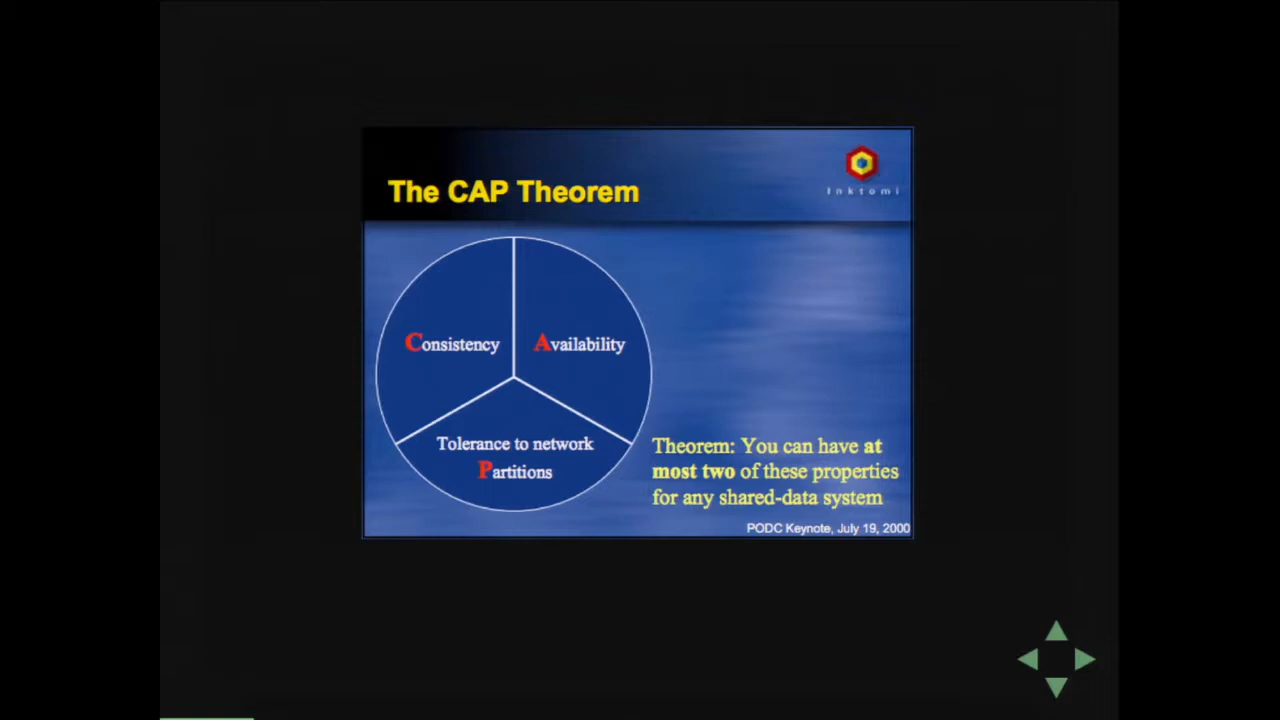 The CAP Theorem
Inktomi
Consistency
Availability
Tolerance to network
Partitions
Theorem: You can have at
most two of these properties
for any shared-data system
PODC Keynote, July 19, 2000